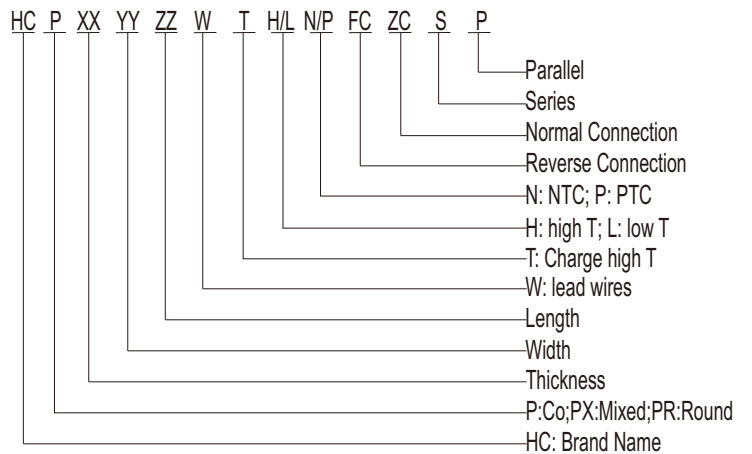 HC P XX YY ZZ W T H/L N/P FC ZC S P
Parallel
Series
Normal Connection
Reverse Connection
N: NTC; P: PTC
H: high T; L: low T
T: Charge high T
W: lead wires
Length
Width
Thickness
P:Co;PX:Mixed;PR:Round
HC: Brand Name